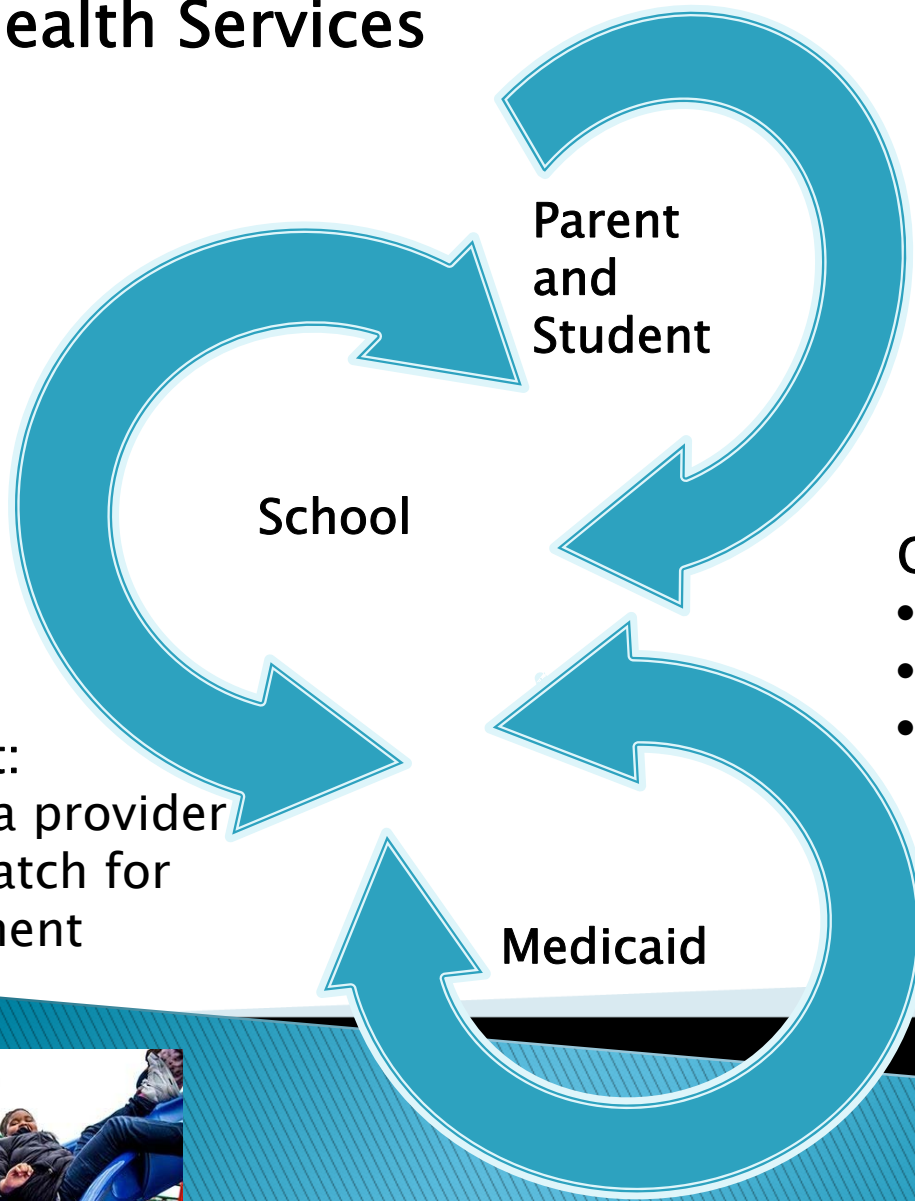 ealth Services
Parent
and
Student
School
•
•
•
t:
a provider
atch for
nent
Medicaid